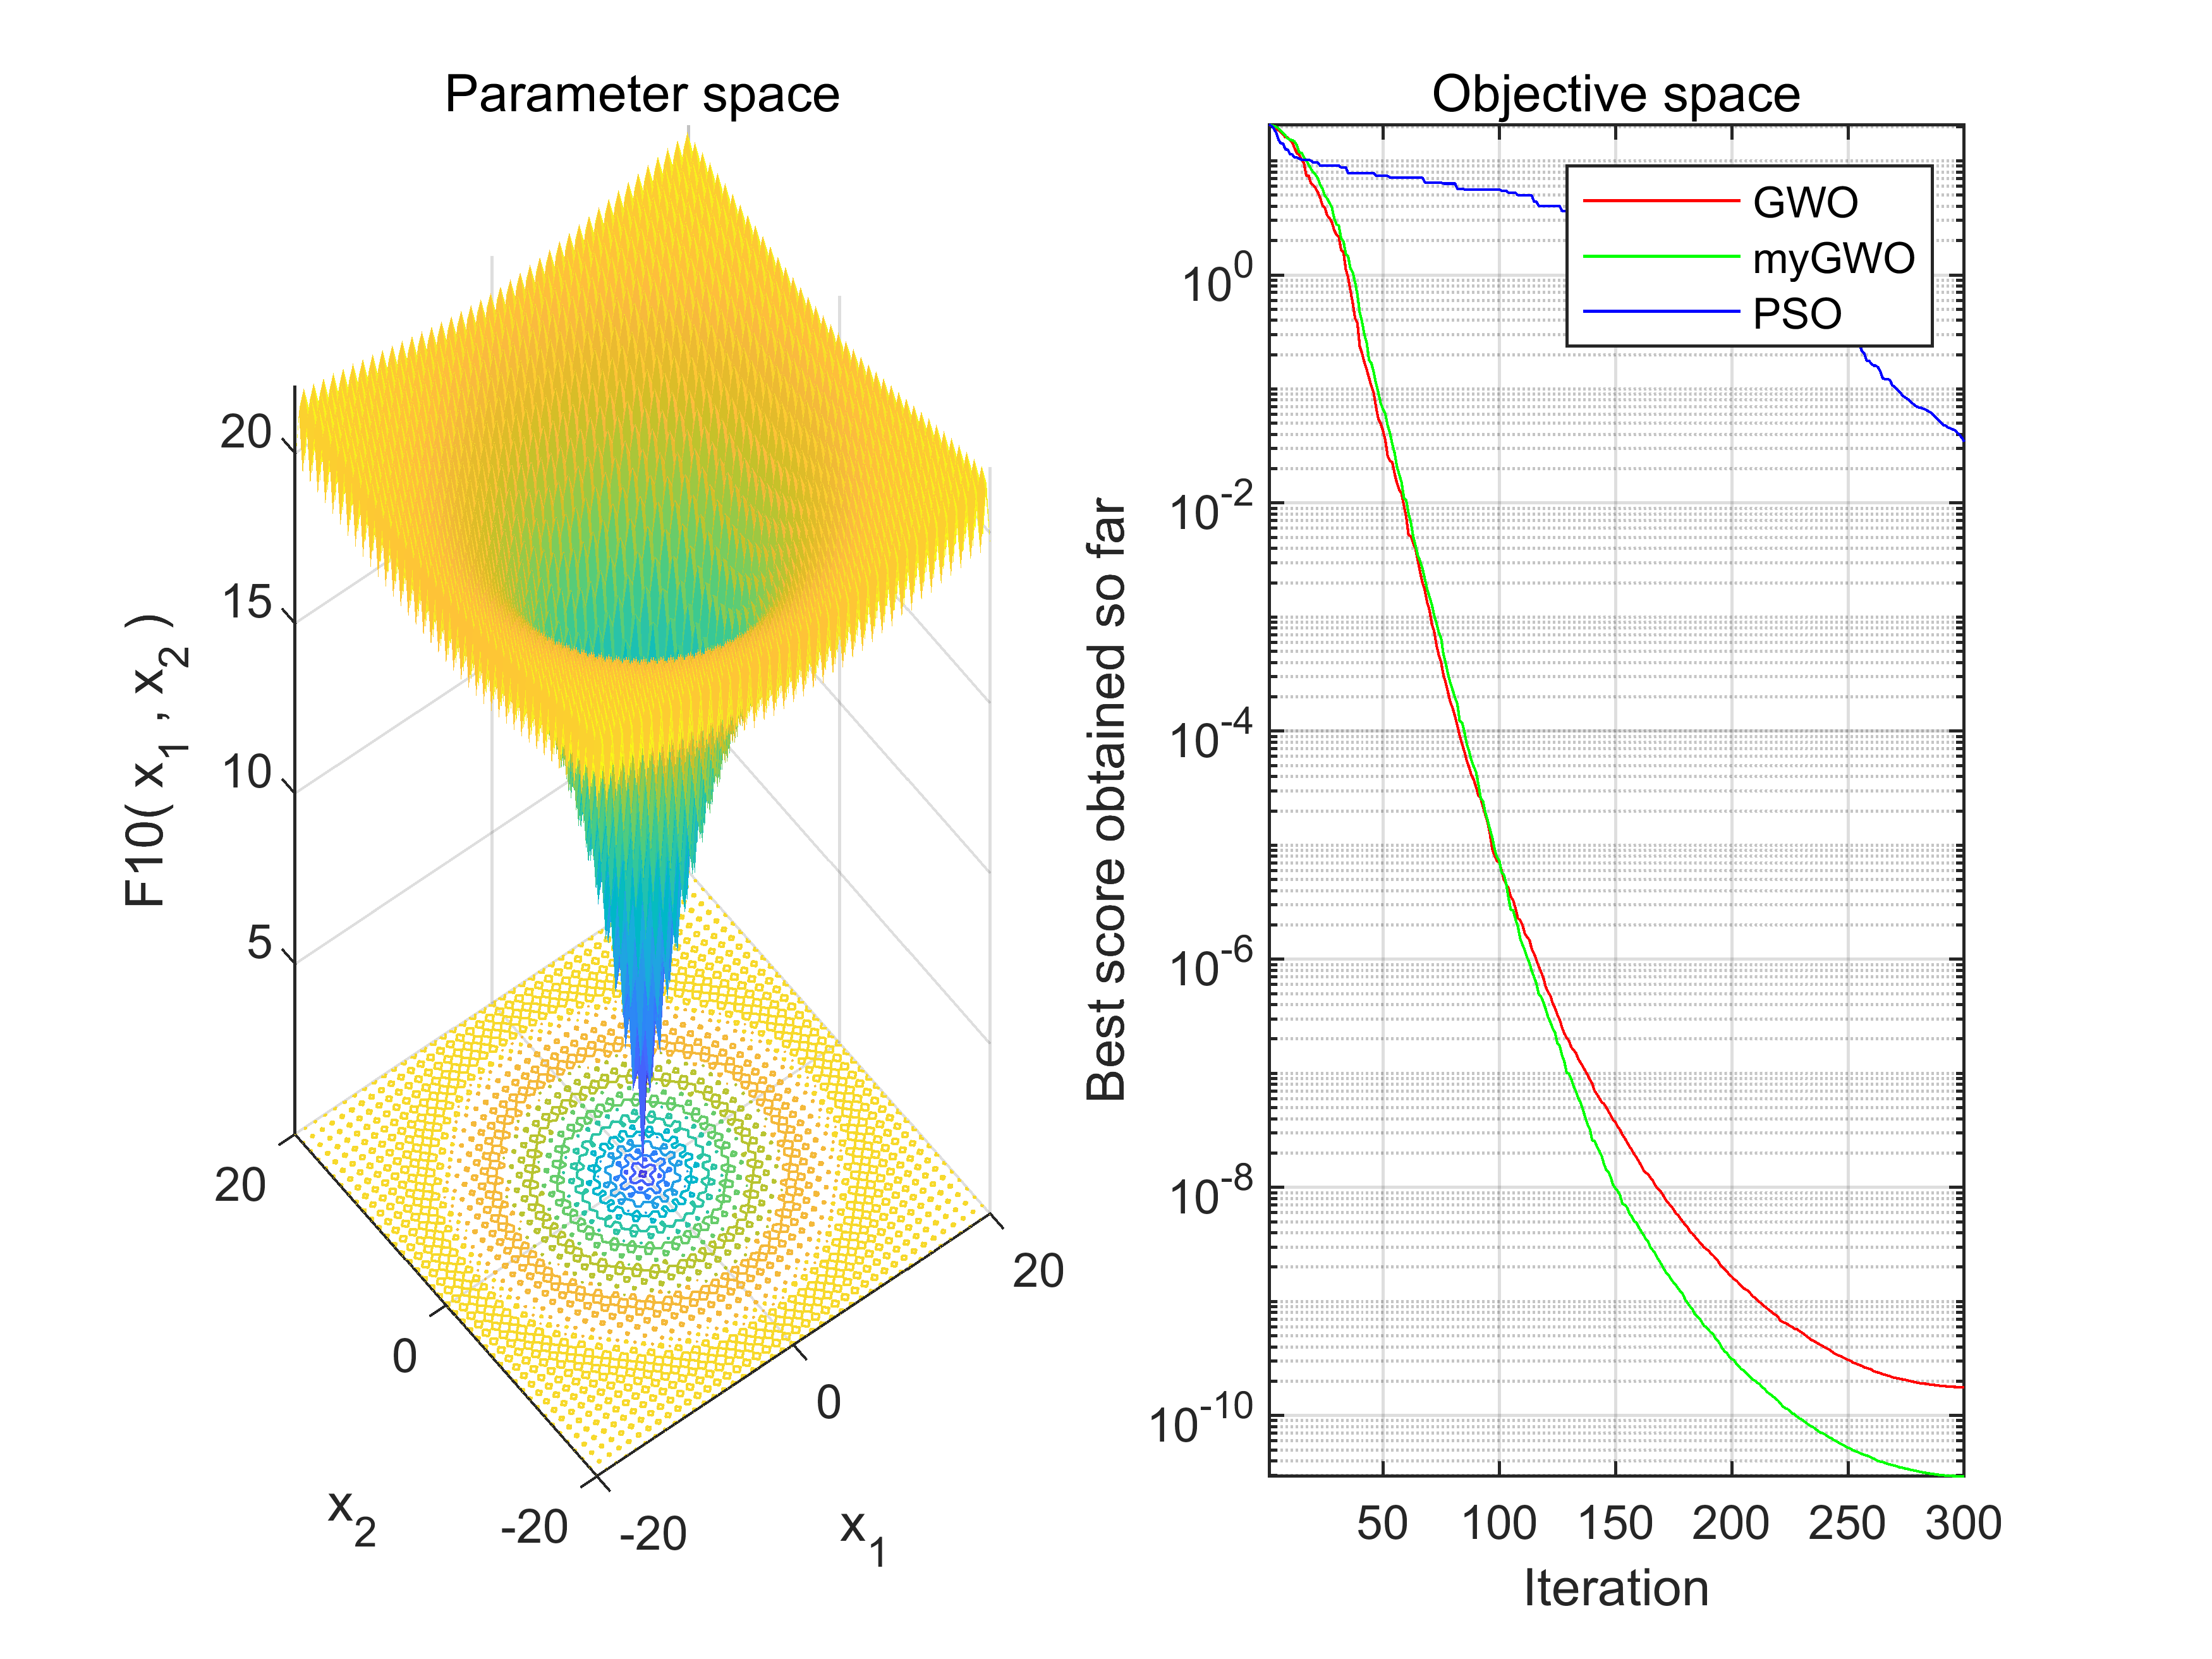 Parameter space
20
15
10
5
F10( x₁ , x₂ )
20
0
-20
x₂
-20
0
20
x₁
Objective space
GWO
myGWO
PSO
10⁰
10⁻²
10⁻⁴
10⁻⁶
10⁻⁸
10⁻¹⁰
Best score obtained so far
50 100 150 200 250 300
Iteration